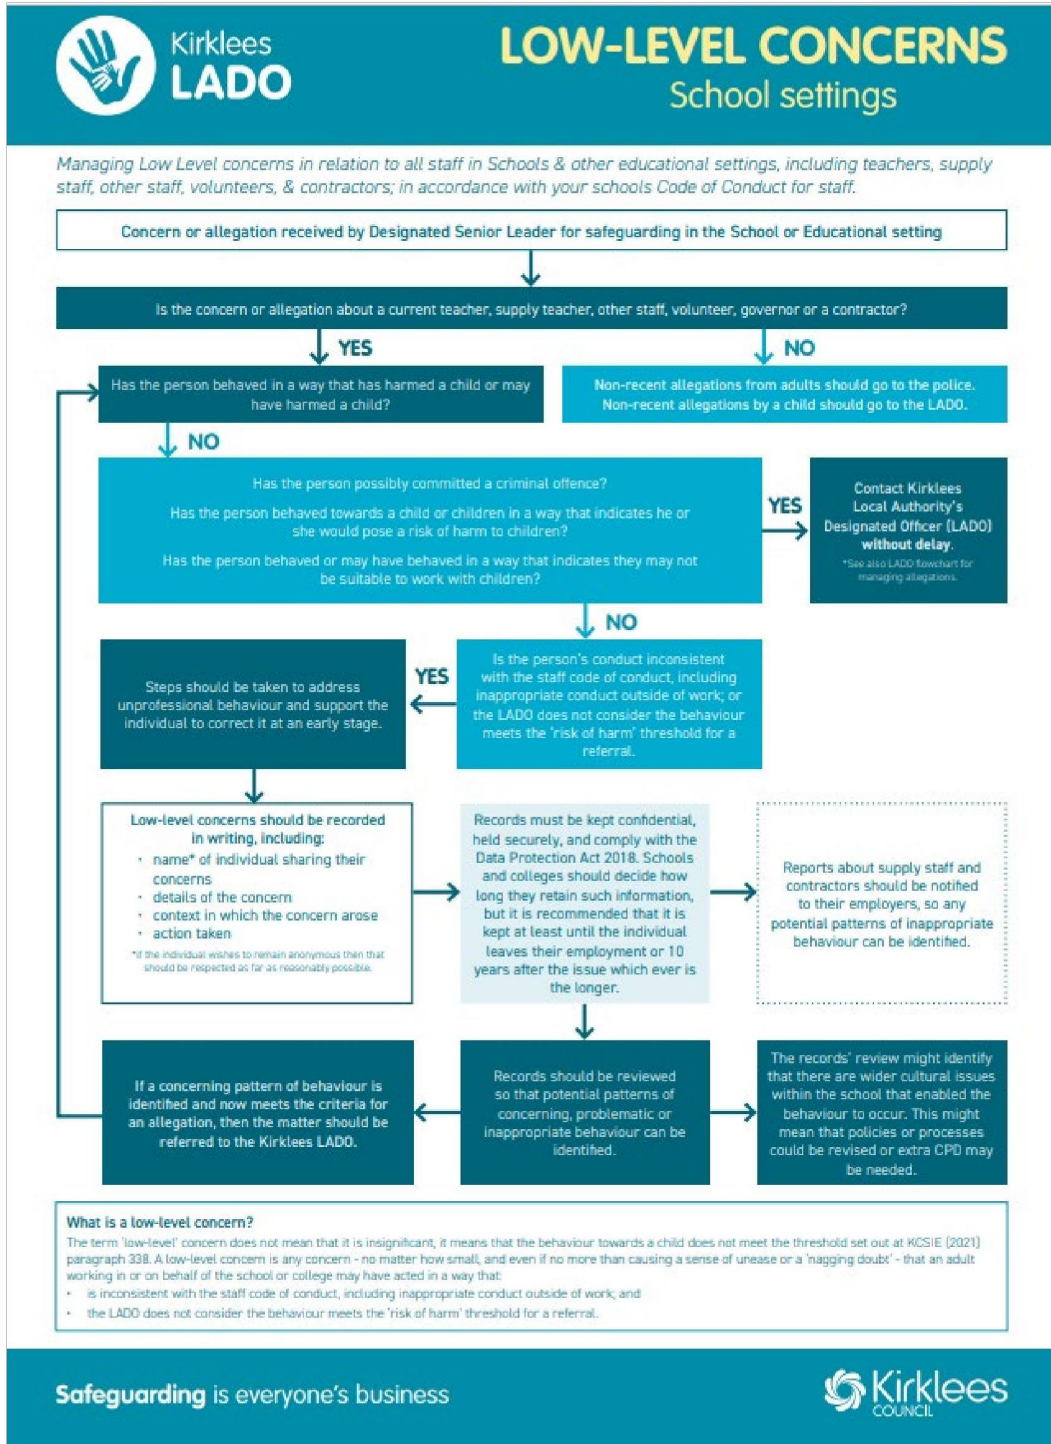 Kirklees
LADO
LOW-LEVEL CONCERNS
School settings
Managing Low Level concerns in relation to all staff in Schools & other educational settings, including teachers, supply
staff, other staff, volunteers, & contractors; in accordance with your schools Code of Conduct for staff.
Concern or allegation received by Designated Senior Leader for safeguarding in the School or Educational setting
Is the concern or allegation about a current teacher, supply teacher, other staff, volunteer, governor or a contractor?
YES
NO
Has the person behaved in a way that has harmed a child or may
have harmed a child?
Non-recent allegations from adults should go to the police.
Non-recent allegations by a child should go to the LADO.
NO
Has the person possibly committed a criminal offence?
Has the person behaved towards a child or children in a way that indicates he or
she would pose a risk of harm to children?
Has the person behaved or may have behaved in a way that indicates they may not
be suitable to work with children?
YES
Contact Kirklees
Local Authority's
Designated Officer (LADO)
without delay.
*See also LADO flowchart for
managing allegations.
NO
Is the person's conduct inconsistent
with the staff code of conduct, including
inappropriate conduct outside of work; or
the LADO does not consider the behaviour
meets the 'risk of harm' threshold for a
referral.
YES
Steps should be taken to address
unprofessional behaviour and support the
individual to correct it at an early stage.
Low-level concerns should be recorded
in writing, including:
• name* of individual sharing their
concerns
• details of the concern
• context in which the concern arose
• action taken
*if the individual wishes to remain anonymous then that
should be respected as far as reasonably possible.
Records must be kept confidential,
held securely, and comply with the
Data Protection Act 2018. Schools
and colleges should decide how
long they retain such information,
but it is recommended that it is
kept at least until the individual
leaves their employment or 10
years after the issue which ever is
the longer.
Reports about supply staff and
contractors should be notified
to their employers, so any
potential patterns of inappropriate
behaviour can be identified.
If a concerning pattern of behaviour is
identified and now meets the criteria for
an allegation, then the matter should be
referred to the Kirklees LADO.
Records should be reviewed
so that potential patterns of
concerning, problematic or
inappropriate behaviour can be
identified.
The records' review might identify
that there are wider cultural issues
within the school that enabled the
behaviour to occur. This might
mean that policies or processes
could be revised or extra CPD may
be needed.
What is a low-level concern?
The term 'low-level' concern does not mean that it is insignificant, it means that the behaviour towards a child does not meet the threshold set out at KCSIE (2021)
paragraph 338. A low-level concern is any concern - no matter how small, and even if no more than causing a sense of unease or a 'nagging doubt' - that an adult
working in or on behalf of the school or college may have acted in a way that:
• is inconsistent with the staff code of conduct, including inappropriate conduct outside of work; and
• the LADO does not consider the behaviour meets the 'risk of harm' threshold for a referral.
Safeguarding is everyone's business
Kirklees
COUNCIL